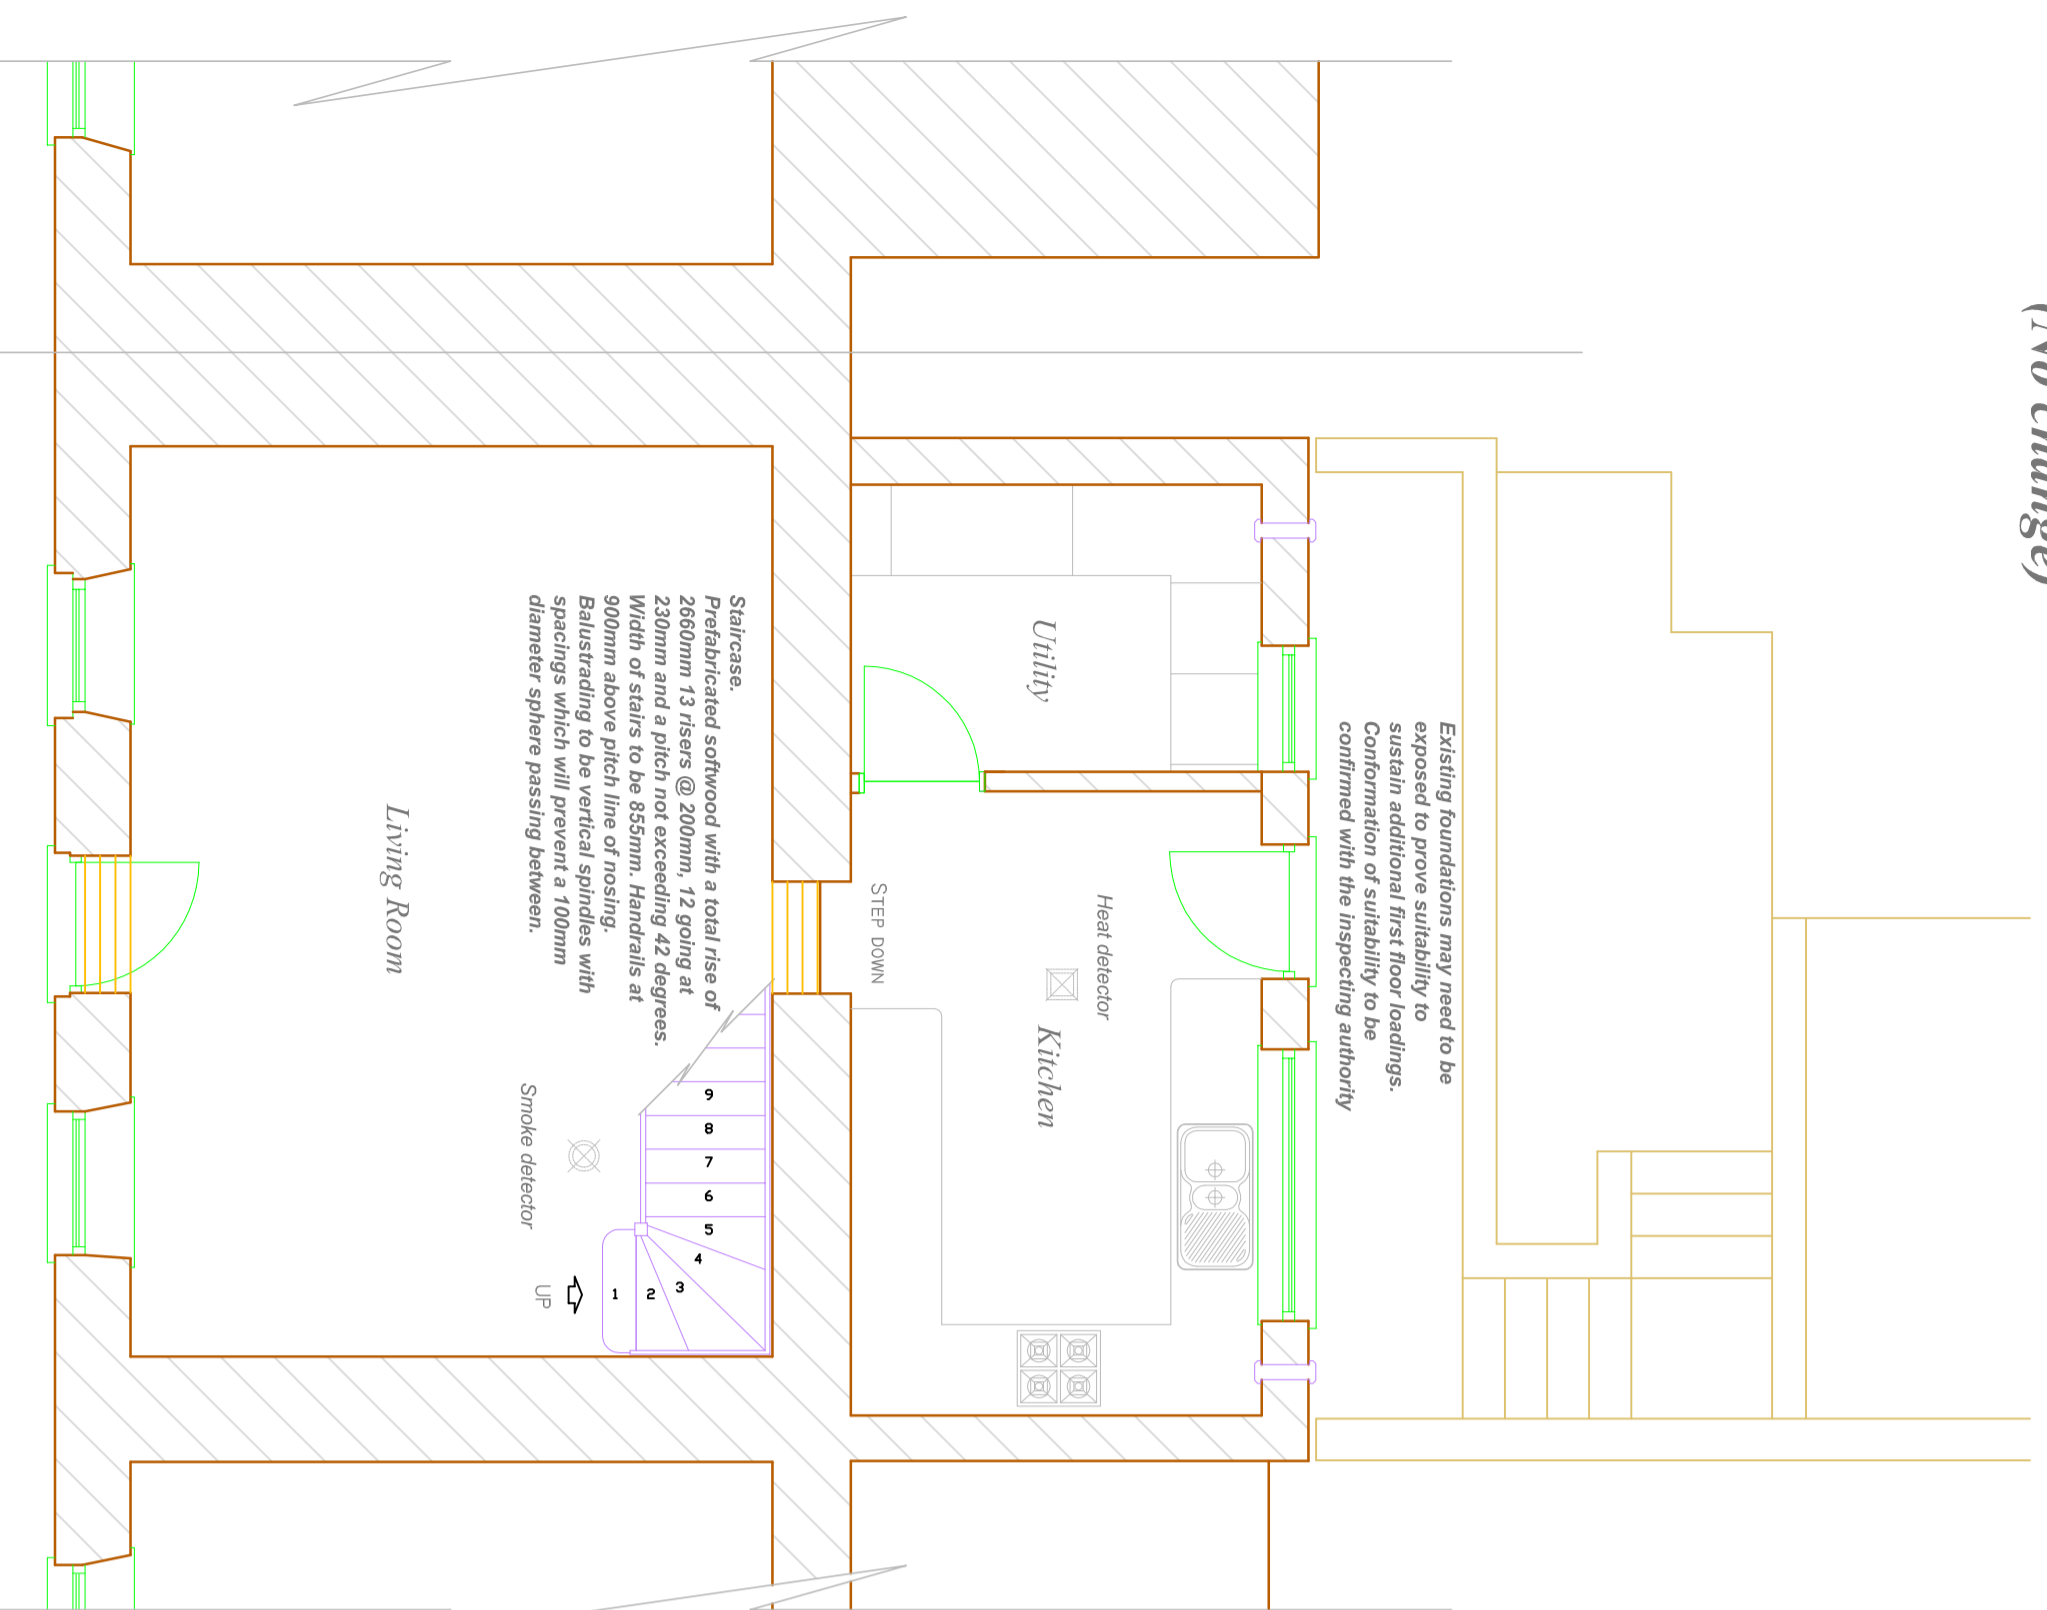 (No change)
Existing foundations may need to be
exposed to prove suitability to
sustain additional first floor loadings.
Conformation of suitability to be
confirmed with the inspecting authority
Heat detector
Utility
Kitchen
STEP DOWN
Staircase.
Prefabricated softwood with a total rise of
2660mm 13 risers @ 200mm, 12 going at
230mm and a pitch not exceeding 42 degrees.
Width of stairs to be 855mm. Handrails at
900mm above pitch line of nosing.
Balustrading to be vertical spindles with
spacings which will prevent a 100mm
diameter sphere passing between.
9
8
7
6
5
4
3
2
1
UP
Smoke detector
Living Room